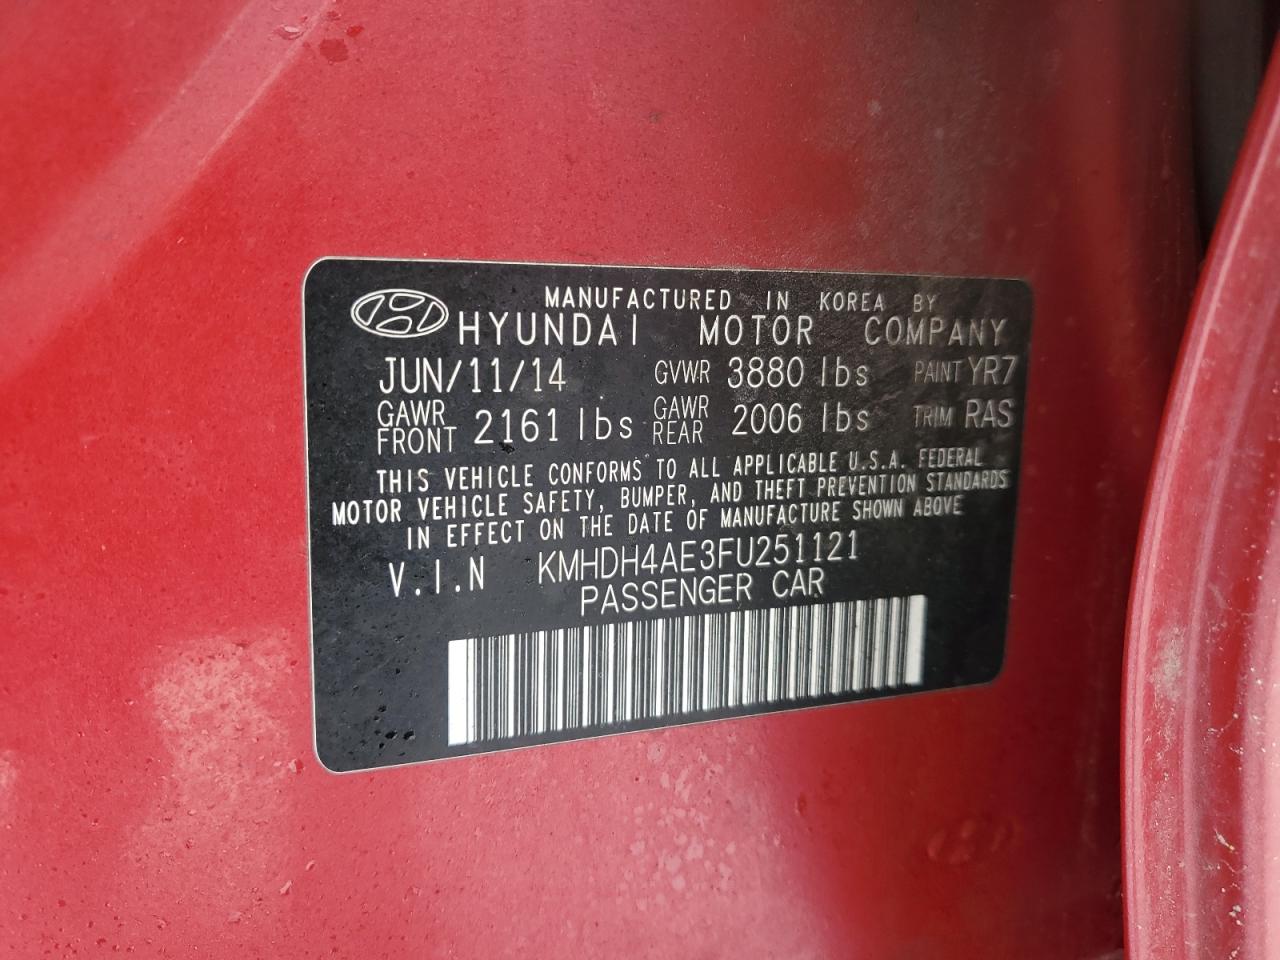 MANUFACTURED IN KOREA BY
HYUNDAI MOTOR COMPANY
JUN/11/14 GVWR 3880 lbs PAINT YR7
GAWR FRONT 2161 lbs GAWR REAR 2006 lbs TRIM RAS
THIS VEHICLE CONFORMS TO ALL APPLICABLE U.S.A. FEDERAL
MOTOR VEHICLE SAFETY, BUMPER, AND THEFT PREVENTION STANDARDS
IN EFFECT ON THE DATE OF MANUFACTURE SHOWN ABOVE
V.I.N KMHDH4AE3FU251121
PASSENGER CAR